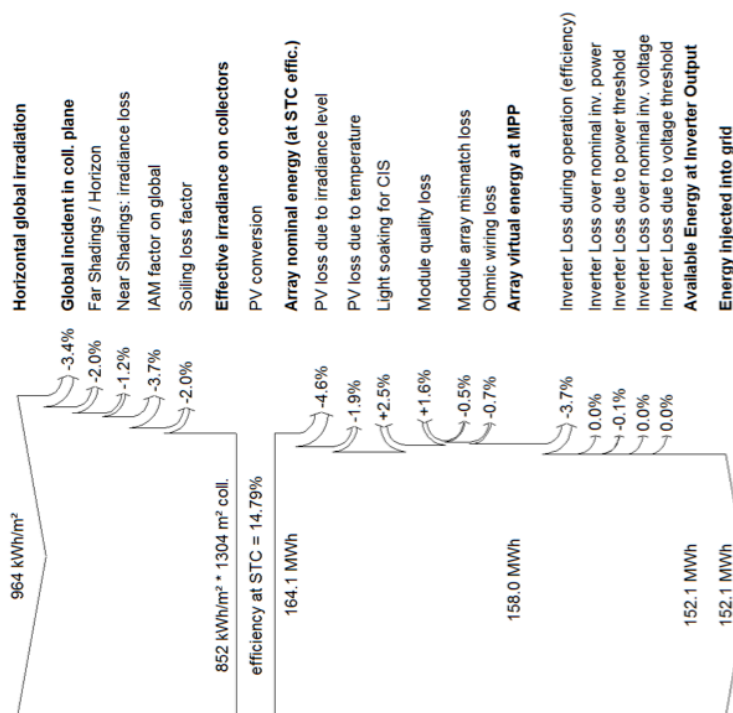 Horizontal global irradiation
964 kWh/m²
-3.4% Global incident in coll. plane
-2.0% Far Shadings / Horizon
-1.2% Near Shadings: irradiance loss
-3.7% IAM factor on global
-2.0% Soiling loss factor
852 kWh/m² * 1304 m² coll. Effective irradiance on collectors
efficiency at STC = 14.79% PV conversion
164.1 MWh Array nominal energy (at STC effic.)
-4.6% PV loss due to irradiance level
-1.9% PV loss due to temperature
+2.5% Light soaking for CIS
+1.6% Module quality loss
-0.5% Module array mismatch loss
-0.7% Ohmic wiring loss
158.0 MWh Array virtual energy at MPP
-3.7% Inverter Loss during operation (efficiency)
0.0% Inverter Loss over nominal inv. power
-0.1% Inverter Loss due to power threshold
0.0% Inverter Loss over nominal inv. voltage
0.0% Inverter Loss due to voltage threshold
152.1 MWh Available Energy at Inverter Output
152.1 MWh Energy injected into grid